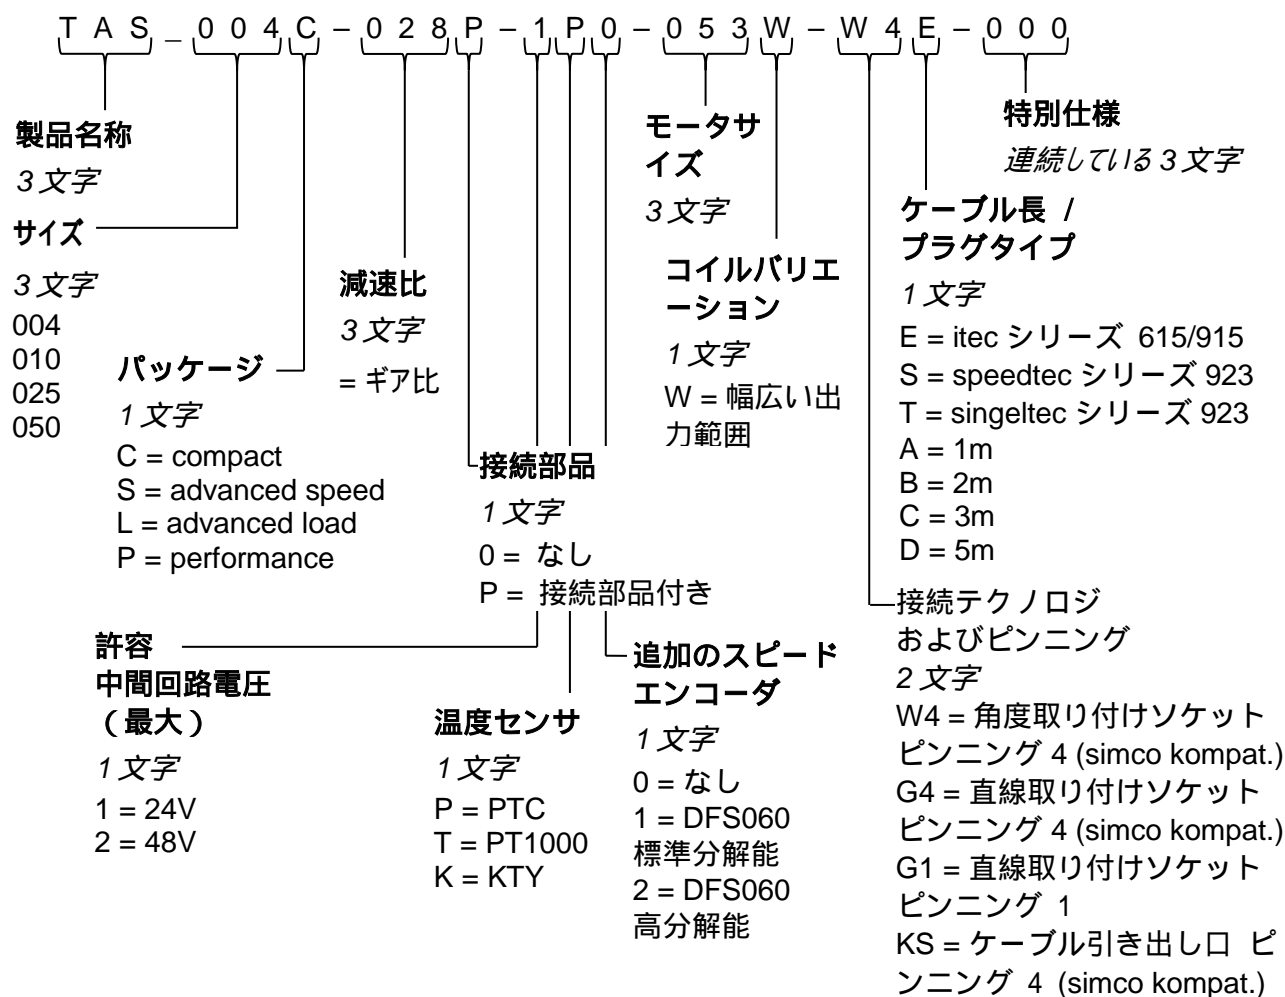 TAS_004C–028P–1P0–053W–W4E–000
製品名称
3文字
サイズ
3文字
004
010
025
050
パッケージ
1文字
C = compact
S = advanced speed
L = advanced load
P = performance
減速比
3文字
= ギア比
接続部品
1文字
0 = なし
P = 接続部品付き
許容
中間回路電圧
(最大)
1文字
1 = 24V
2 = 48V
温度センサ
1文字
P = PTC
T = PT1000
K = KTY
追加のスピード
エンコーダ
1文字
0 = なし
1 = DFS060
標準分解能
2 = DFS060
高分解能
モータサ
イズ
3文字
コイルバリエ
ーション
1文字
W = 幅広い出
力範囲
特別仕様
連続している3文字
ケーブル長 /
プラグタイプ
1文字
E = itec シリーズ 615/915
S = speedtec シリーズ 923
T = singeltec シリーズ 923
A = 1m
B = 2m
C = 3m
D = 5m
接続テクノロジ
およびピンニング
2文字
W4 = 角度取り付けソケット
ピンニング 4 (simco kompat.)
G4 = 直線取り付けソケット
ピンニング 4 (simco kompat.)
G1 = 直線取り付けソケット
ピンニング 1
KS = ケーブル引き出し口 ピ
ンニング 4 (simco kompat.)